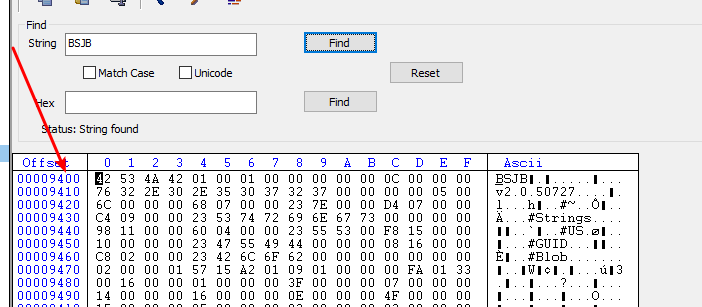 Find
String BSJB Find
Match Case Unicode Reset
Hex Find
Status: String found
Offset 0 1 2 3 4 5 6 7 8 9 A B C D E F Ascii
00009400 42 53 4A 42 01 00 01 00 00 00 00 00 0C 00 00 00 BSJB
00009410 76 32 2E 30 2E 35 30 37 32 37 00 00 00 00 05 00 v2.0.50727
00009420 6C 00 00 00 68 07 00 00 23 7E 00 00 D4 07 00 00 l...h...#~..Ô
00009430 C4 09 00 00 23 53 74 72 69 6E 67 73 00 00 00 00 Ä...#Strings....
00009440 98 11 00 00 60 04 00 00 23 55 53 00 F8 15 00 00 `..#US.ø
00009450 10 00 00 00 23 47 55 49 44 00 00 00 08 16 00 00 #GUID
00009460 C8 02 00 00 23 42 6C 6F 62 00 00 00 00 00 00 00 È...#Blob.......
00009470 02 00 00 01 57 15 A2 01 09 01 00 00 00 FA 01 33 W ¢ ú 3
00009480 00 16 00 00 01 00 00 00 3F 00 00 00 07 00 00 00 ?
00009490 14 00 00 00 16 00 00 00 0E 00 00 00 4F 00 00 00 O